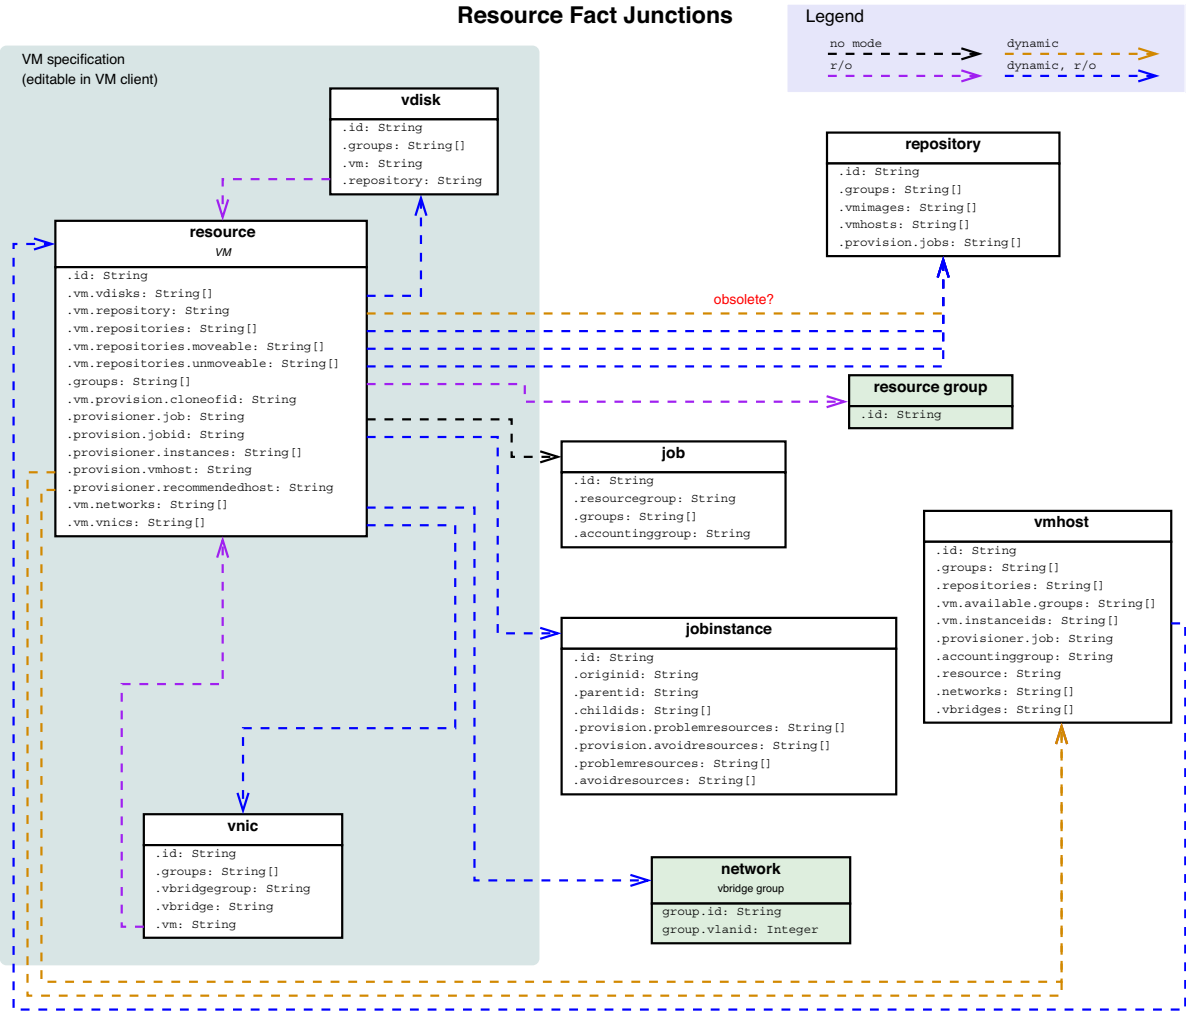 Resource Fact Junctions
Legend
no mode
dynamic
r/o
dynamic, r/o
VM specification
(editable in VM client)
vdisk
.id: String
.groups: String[]
.vm: String
.repository: String
repository
.id: String
.groups: String[]
.vmimages: String[]
.vmhosts: String[]
.provision.jobs: String[]
resource
VM
.id: String
.vm.vdisks: String[]
.vm.repository: String
.vm.repositories: String[]
.vm.repositories.moveable: String[]
.vm.repositories.unmoveable: String[]
.groups: String[]
.vm.provision.cloneofid: String
.provisioner.job: String
.provision.jobid: String
.provisioner.instances: String[]
.provision.vmhost: String
.provisioner.recommendedhost: String
.vm.networks: String[]
.vm.vnics: String[]
obsolete?
resource group
.id: String
job
.id: String
.resourcegroup: String
.groups: String[]
.accountinggroup: String
vmhost
.id: String
.groups: String[]
.repositories: String[]
.vm.available.groups: String[]
.vm.instanceids: String[]
.provisioner.job: String
.accountinggroup: String
.resource: String
.networks: String[]
.vbridges: String[]
jobinstance
.id: String
.originid: String
.parentid: String
.childids: String[]
.provision.problemresources: String[]
.provision.avoidresources: String[]
.problemresources: String[]
.avoidresources: String[]
vnic
.id: String
.groups: String[]
.vbridgegroup: String
.vbridge: String
.vm: String
network
vbridge group
group.id: String
group.vlanid: Integer